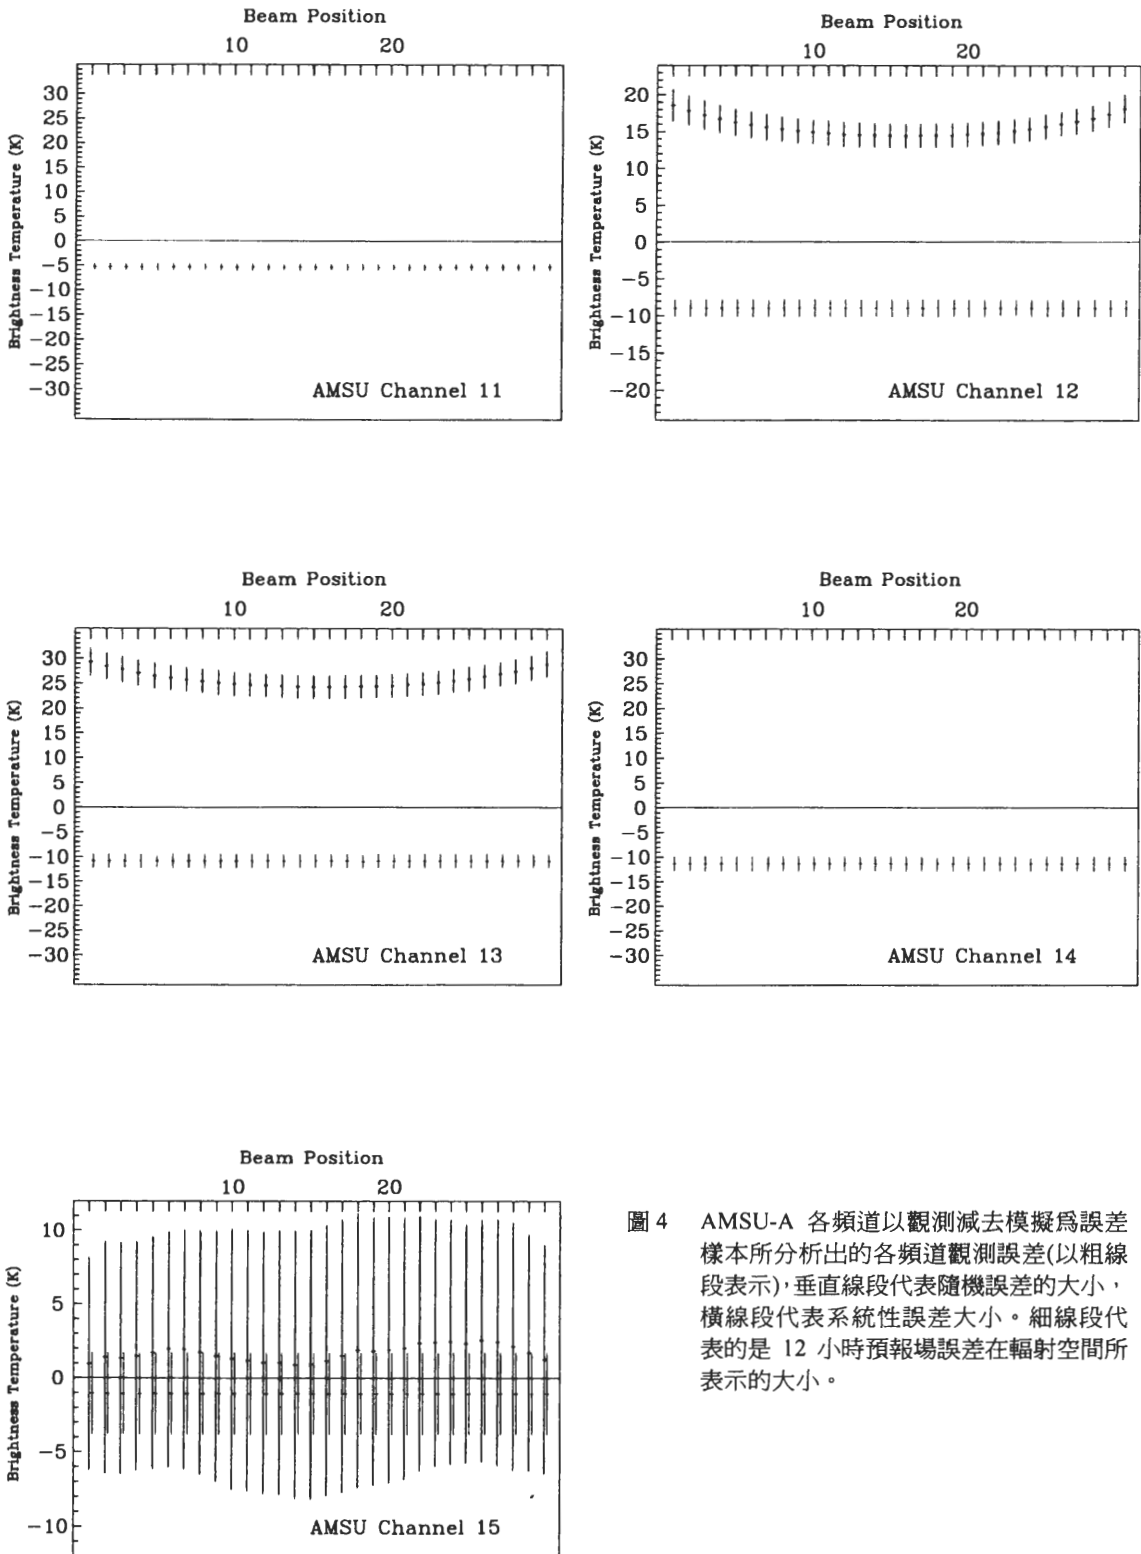 Beam Position
10 20
30
25
20
15
10
5
0
−5
−10
−15
−20
−25
−30
Brightness Temperature (K)
AMSU Channel 11
Beam Position
10 20
20
15
10
5
0
−5
−10
−15
−20
Brightness Temperature (K)
AMSU Channel 12
Beam Position
10 20
30
25
20
15
10
5
0
−5
−10
−15
−20
−25
−30
Brightness Temperature (K)
AMSU Channel 13
Beam Position
10 20
30
25
20
15
10
5
0
−5
−10
−15
−20
−25
−30
Brightness Temperature (K)
AMSU Channel 14
Beam Position
10 20
10
5
0
−5
−10
Brightness Temperature (K)
AMSU Channel 15
圖 4 AMSU-A 各頻道以觀測減去模擬爲誤差
樣本所分析出的各頻道觀測誤差(以粗線
段表示),垂直線段代表隨機誤差的大小,
橫線段代表系統性誤差大小。細線段代
表的是 12 小時預報場誤差在輻射空間所
表示的大小。